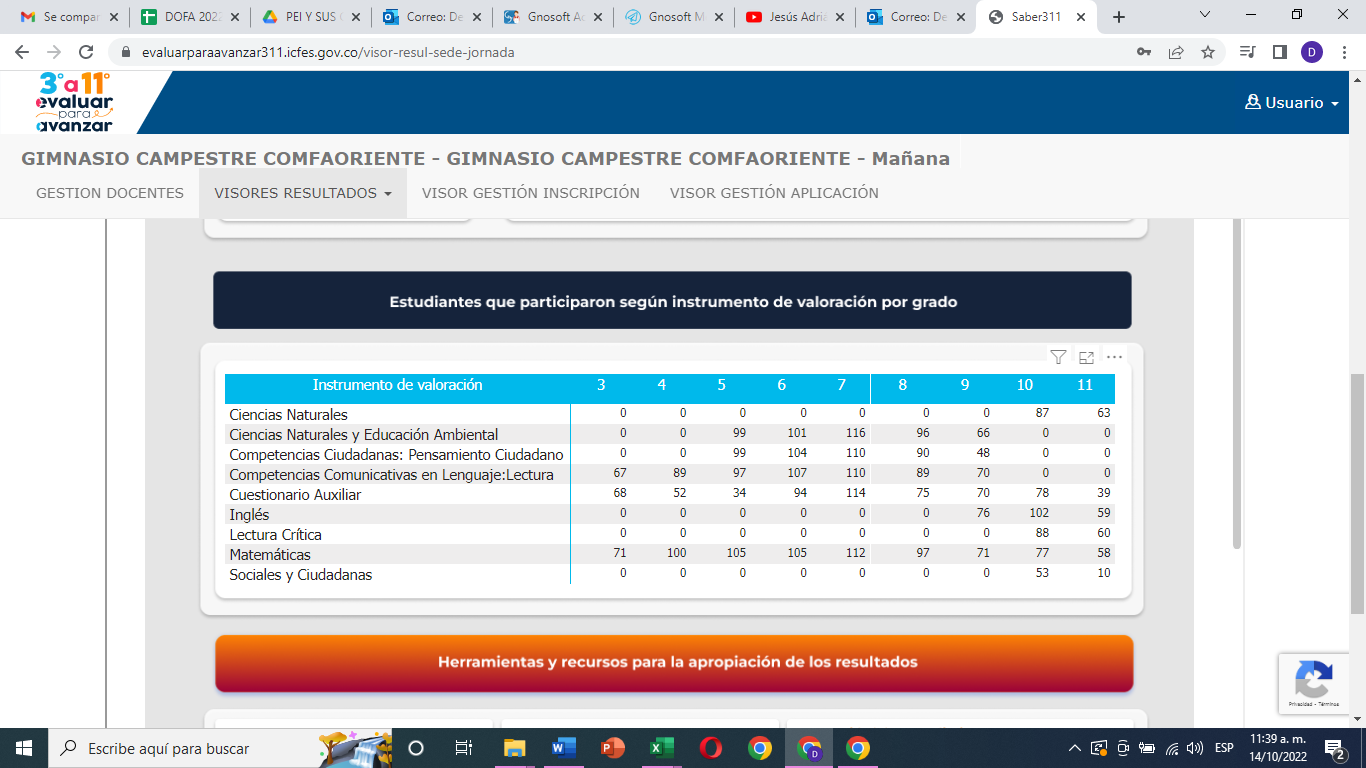 Se compar DOFA 2022 PEI Y SUS Correo: De Gnosoft Ac Gnosoft M Jesús Adria Correo: De Saber311
evaluarparaavanzar311.icfes.gov.co/visor-resul-sede-jornada D
3° a 11°
evaluar
para
avanzar
Usuario
GIMNASIO CAMPESTRE COMFAORIENTE - GIMNASIO CAMPESTRE COMFAORIENTE - Mañana
GESTION DOCENTES VISORES RESULTADOS VISOR GESTIÓN INSCRIPCIÓN VISOR GESTIÓN APLICACIÓN
Estudiantes que participaron según instrumento de valoración por grado
Instrumento de valoración 3 4 5 6 7 8 9 10 11
Ciencias Naturales 0 0 0 0 0 0 0 87 63
Ciencias Naturales y Educación Ambiental 0 0 99 101 116 96 66 0 0
Competencias Ciudadanas: Pensamiento Ciudadano 0 0 99 104 110 90 48 0 0
Competencias Comunicativas en Lenguaje:Lectura 67 89 97 107 110 89 70 0 0
Cuestionario Auxiliar 68 52 34 94 114 75 70 78 39
Inglés 0 0 0 0 0 0 76 102 59
Lectura Crítica 0 0 0 0 0 0 0 88 60
Matemáticas 71 100 105 105 112 97 71 77 58
Sociales y Ciudadanas 0 0 0 0 0 0 0 53 10
Herramientas y recursos para la apropiación de los resultados
Privacidad - Términos
Escribe aquí para buscar
ESP
11:39 a. m.
14/10/2022
2